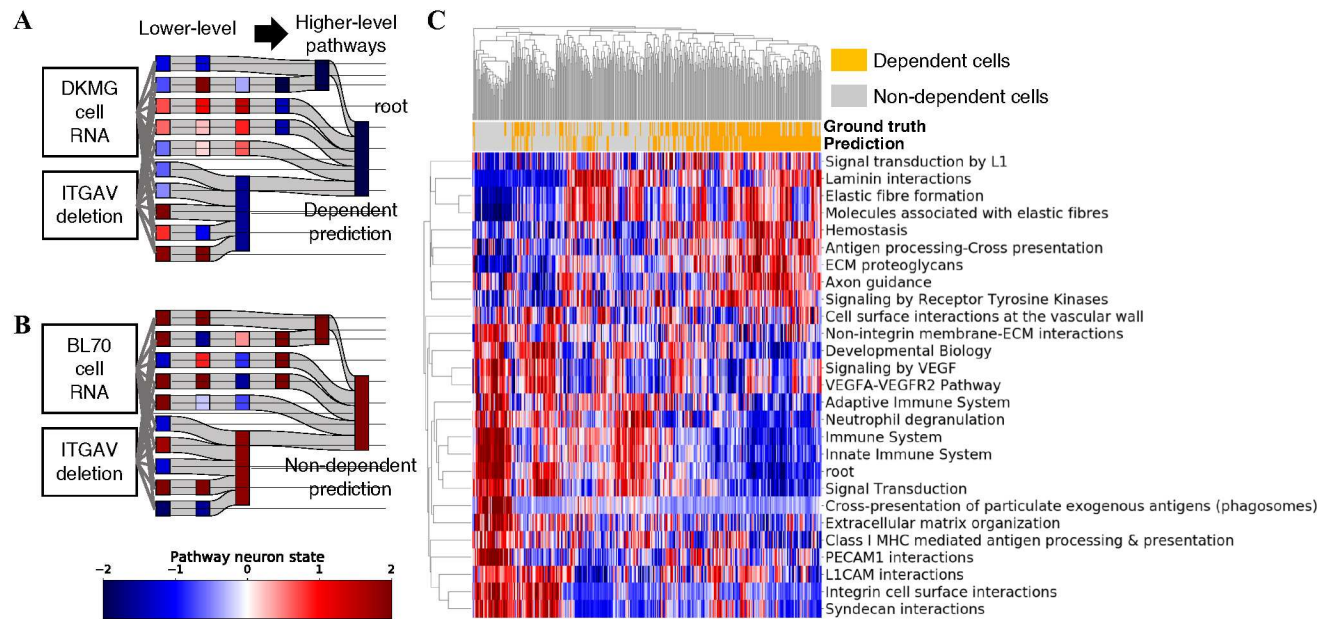 A
Lower-level
Higher-level
pathways
DKMG
cell
RNA
root
ITGAV
deletion
Dependent
prediction
B
BL70
cell
RNA
ITGAV
deletion
Non-dependent
prediction
Pathway neuron state
−2
−1
0
1
2
C
Dependent cells
Non-dependent cells
Ground truth
Prediction
Signal transduction by L1
Laminin interactions
Elastic fibre formation
Molecules associated with elastic fibres
Hemostasis
Antigen processing-Cross presentation
ECM proteoglycans
Axon guidance
Signaling by Receptor Tyrosine Kinases
Cell surface interactions at the vascular wall
Non-integrin membrane-ECM interactions
Developmental Biology
Signaling by VEGF
VEGFA-VEGFR2 Pathway
Adaptive Immune System
Neutrophil degranulation
Immune System
Innate Immune System
root
Signal Transduction
Cross-presentation of particulate exogenous antigens (phagosomes)
Extracellular matrix organization
Class I MHC mediated antigen processing & presentation
PECAM1 interactions
L1CAM interactions
Integrin cell surface interactions
Syndecan interactions